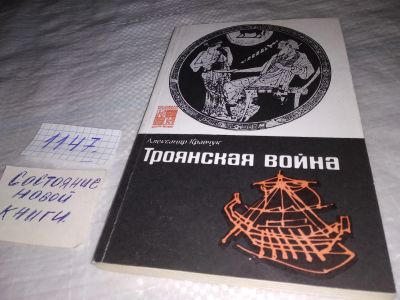 1147
Состояние
новой
книги
Александр Кравчук
Троянская война